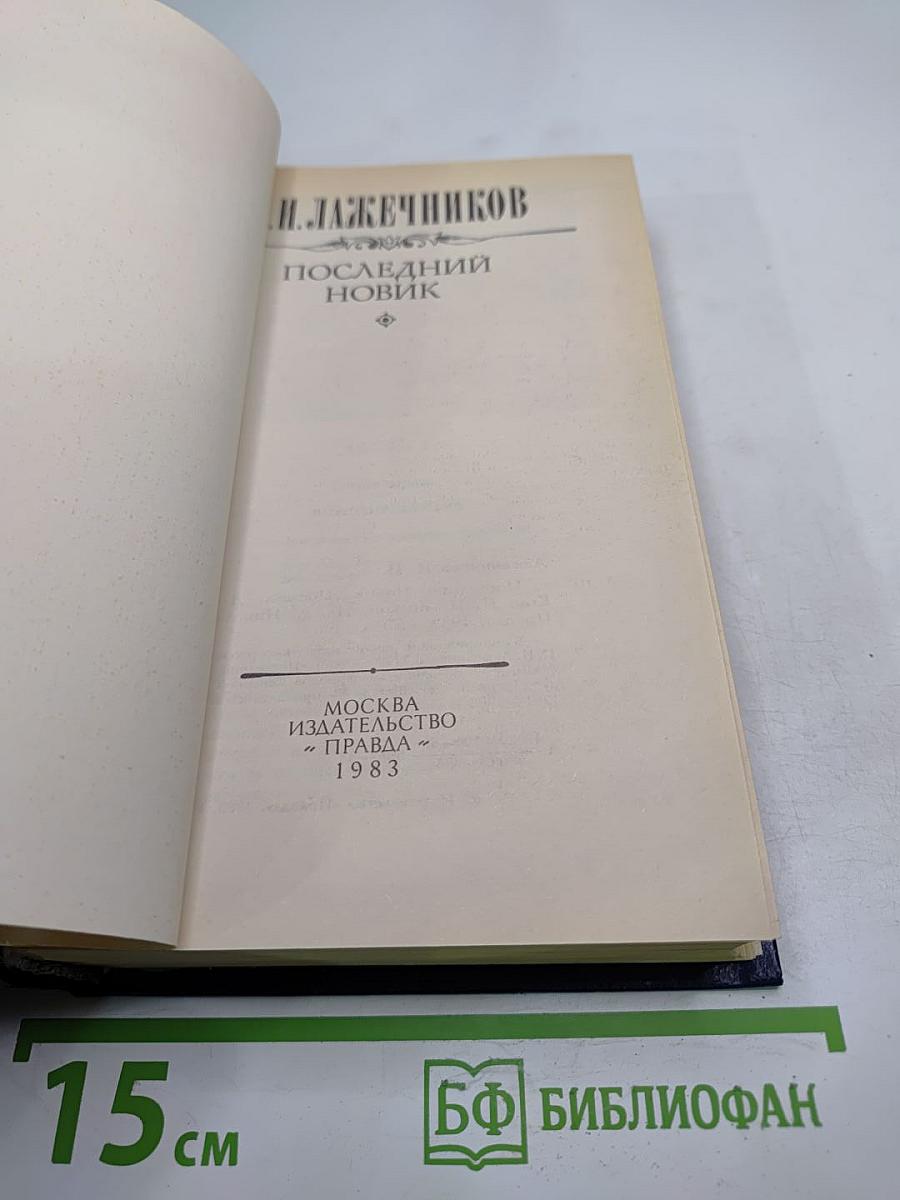 .И. ЛАЖЕЧНИКОВ
ПОСЛЕДНИЙ
НОВИК
МОСКВА
ИЗДАТЕЛЬСТВО
„ ПРАВДА “
1983
15 см
БФ БИБЛИОФАН